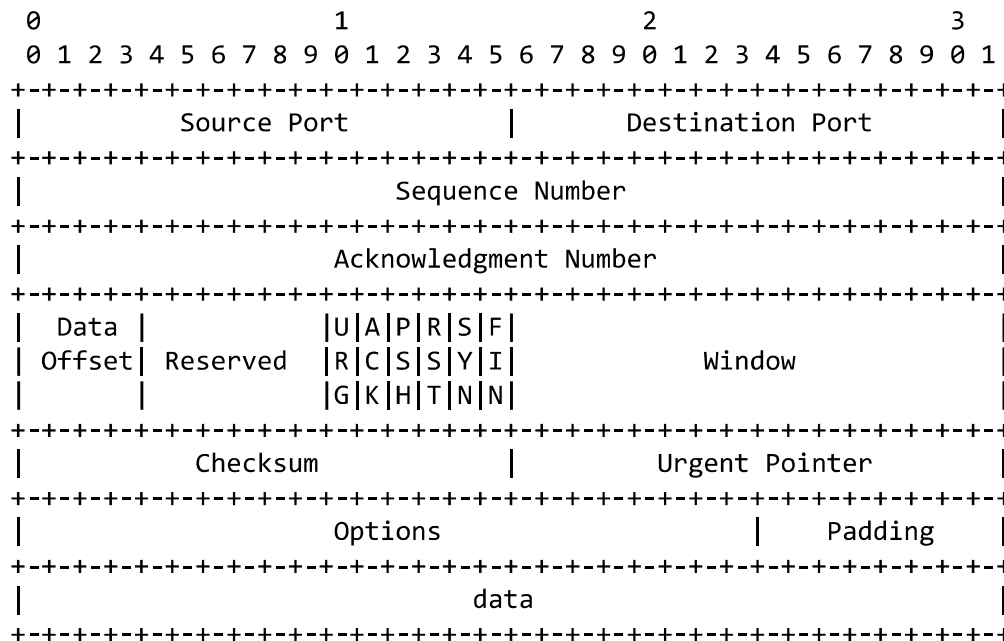 0                   1                   2                   3
 0 1 2 3 4 5 6 7 8 9 0 1 2 3 4 5 6 7 8 9 0 1 2 3 4 5 6 7 8 9 0 1
+-+-+-+-+-+-+-+-+-+-+-+-+-+-+-+-+-+-+-+-+-+-+-+-+-+-+-+-+-+-+-+-+
|          Source Port          |       Destination Port        |
+-+-+-+-+-+-+-+-+-+-+-+-+-+-+-+-+-+-+-+-+-+-+-+-+-+-+-+-+-+-+-+-+
|                        Sequence Number                        |
+-+-+-+-+-+-+-+-+-+-+-+-+-+-+-+-+-+-+-+-+-+-+-+-+-+-+-+-+-+-+-+-+
|                    Acknowledgment Number                      |
+-+-+-+-+-+-+-+-+-+-+-+-+-+-+-+-+-+-+-+-+-+-+-+-+-+-+-+-+-+-+-+-+
|  Data |           |U|A|P|R|S|F|                               |
| Offset| Reserved  |R|C|S|S|Y|I|            Window             |
|       |           |G|K|H|T|N|N|                               |
+-+-+-+-+-+-+-+-+-+-+-+-+-+-+-+-+-+-+-+-+-+-+-+-+-+-+-+-+-+-+-+-+
|           Checksum            |         Urgent Pointer        |
+-+-+-+-+-+-+-+-+-+-+-+-+-+-+-+-+-+-+-+-+-+-+-+-+-+-+-+-+-+-+-+-+
|                    Options                    |    Padding    |
+-+-+-+-+-+-+-+-+-+-+-+-+-+-+-+-+-+-+-+-+-+-+-+-+-+-+-+-+-+-+-+-+
|                             data                              |
+-+-+-+-+-+-+-+-+-+-+-+-+-+-+-+-+-+-+-+-+-+-+-+-+-+-+-+-+-+-+-+-+